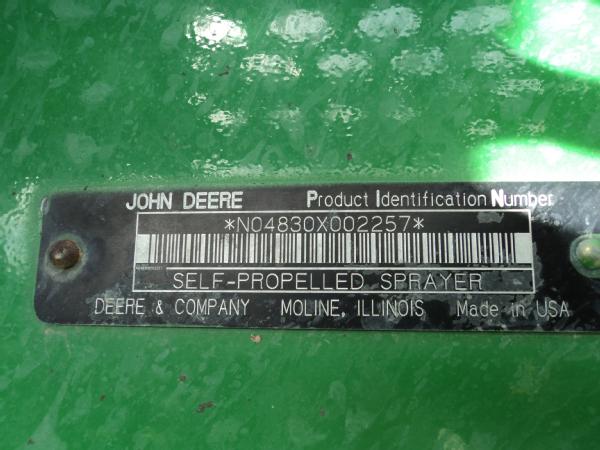 JOHN DEERE Product Identification Number
*N04830X002257*
SELF-PROPELLED SPRAYER
DEERE & COMPANY MOLINE, ILLINOIS Made in USA